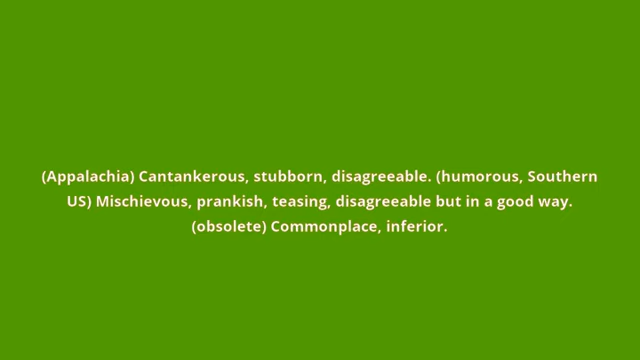 (Appalachia) Cantankerous, stubborn, disagreeable. (humorous, Southern
US) Mischievous, prankish, teasing, disagreeable but in a good way.
(obsolete) Commonplace, inferior.